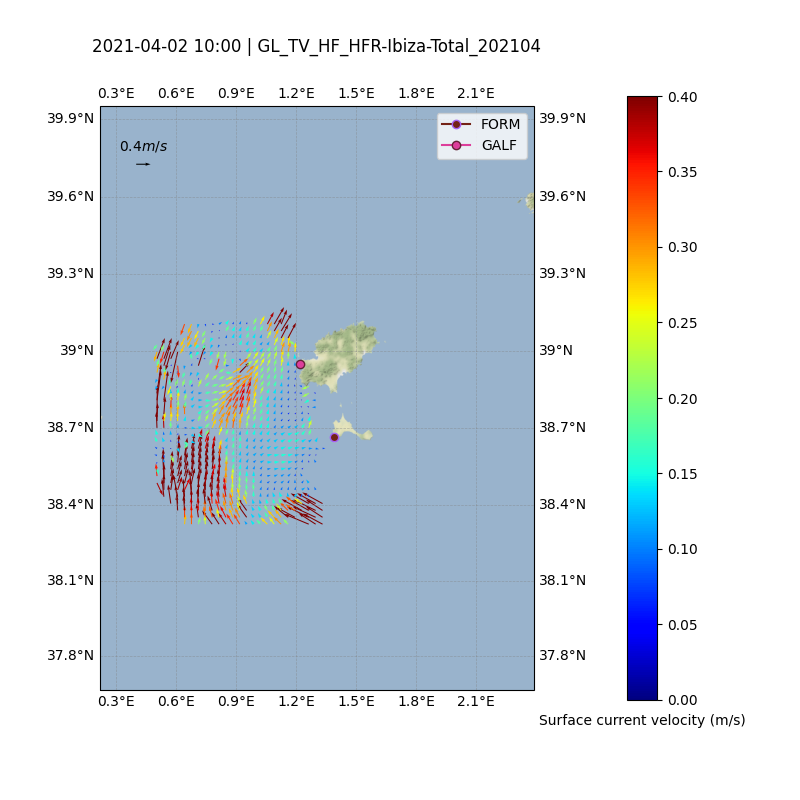 2021-04-02 10:00 | GL_TV_HF_HFR-Ibiza-Total_202104
0.3°E 0.6°E 0.9°E 1.2°E 1.5°E 1.8°E 2.1°E
0.40
39.9°N 39.9°N
FORM
GALF
0.4m/s
0.35
39.6°N 39.6°N
0.30
39.3°N 39.3°N
0.25
39°N 39°N
0.20
38.7°N 38.7°N
0.15
38.4°N 38.4°N
0.10
38.1°N 38.1°N
0.05
37.8°N 37.8°N
0.00
0.3°E 0.6°E 0.9°E 1.2°E 1.5°E 1.8°E 2.1°E
Surface current velocity (m/s)